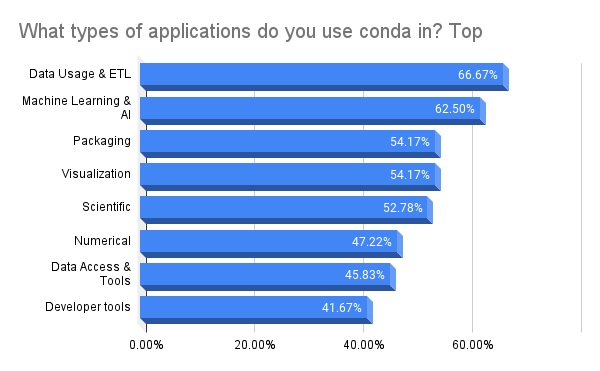 What types of applications do you use conda in? Top
Data Usage & ETL
66.67%
Machine Learning &
AI
62.50%
Packaging
54.17%
Visualization
54.17%
Scientific
52.78%
Numerical
47.22%
Data Access &
Tools
45.83%
Developer tools
41.67%
0.00%
20.00%
40.00%
60.00%